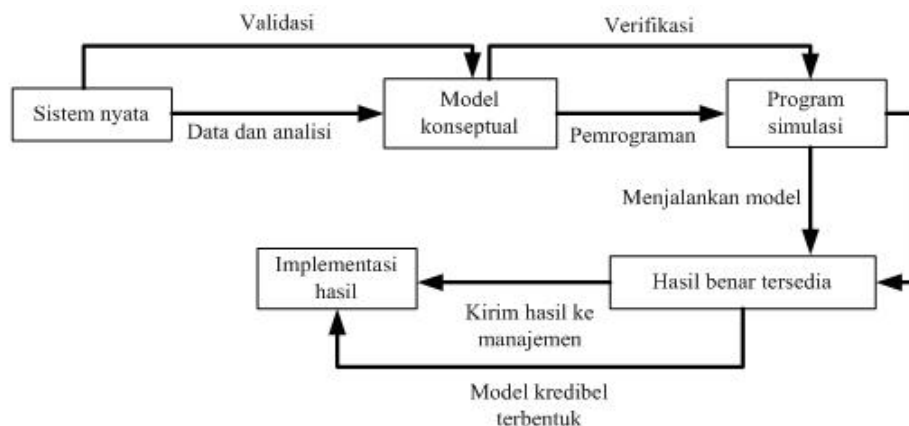 Validasi
Verifikasi
Sistem nyata
Data dan analisi
Model
konseptual
Pemrograman
Program
simulasi
Menjalankan model
Implementasi
hasil
Kirim hasil ke
manajemen
Hasil benar tersedia
Model kredibel
terbentuk